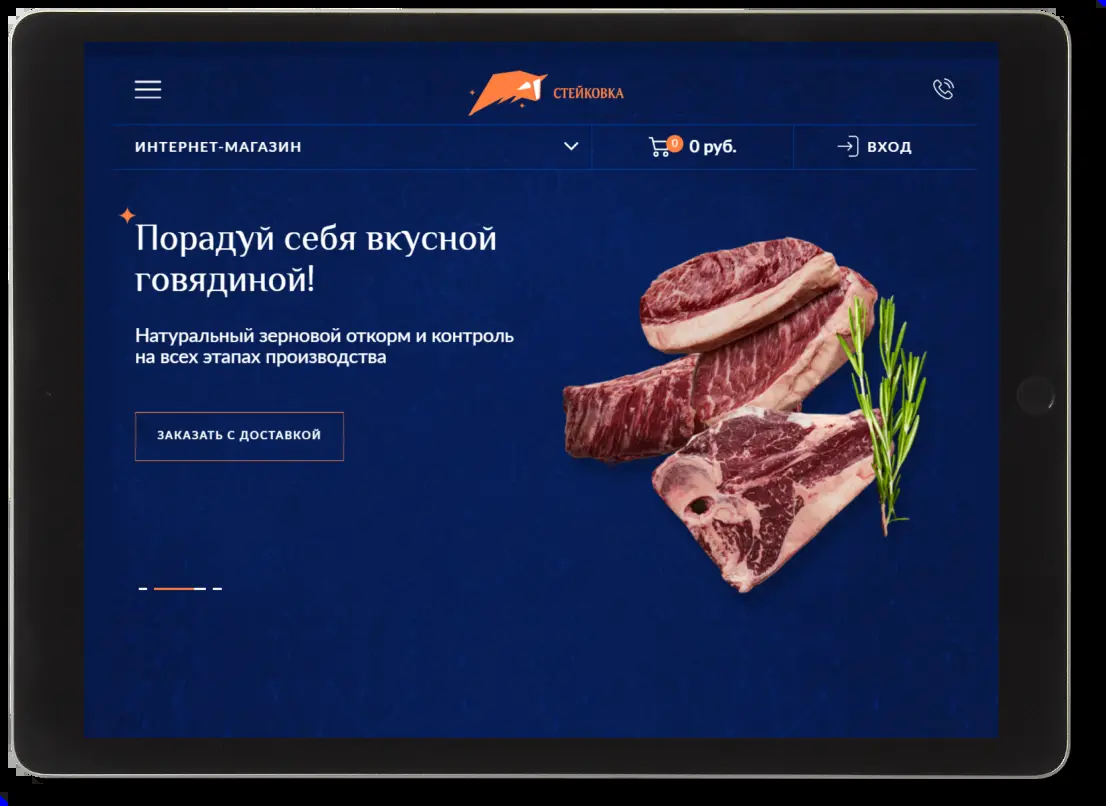 СТЕЙКОВКА
ИНТЕРНЕТ-МАГАЗИН
0
0 руб.
ВХОД
Порадуй себя вкусной
говядиной!
Натуральный зерновой откорм и контроль
на всех этапах производства
ЗАКАЗАТЬ С ДОСТАВКОЙ